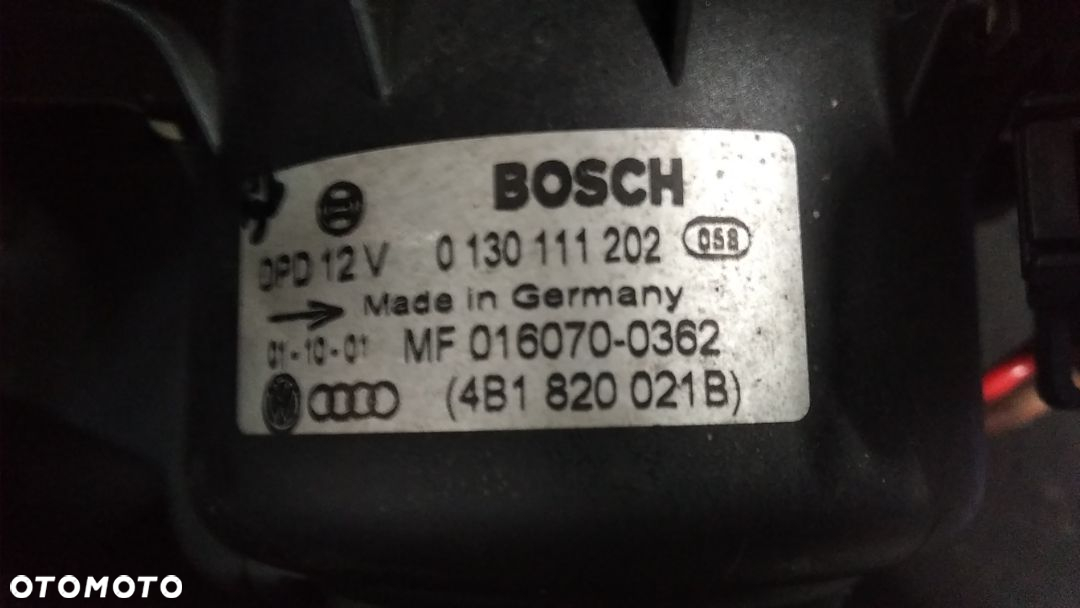 BOSCH
DPD 12 V 0 130 111 202 058
Made in Germany
01-10-01 MF 016070-0362
(4B1 820 021B)
OTOMOTO